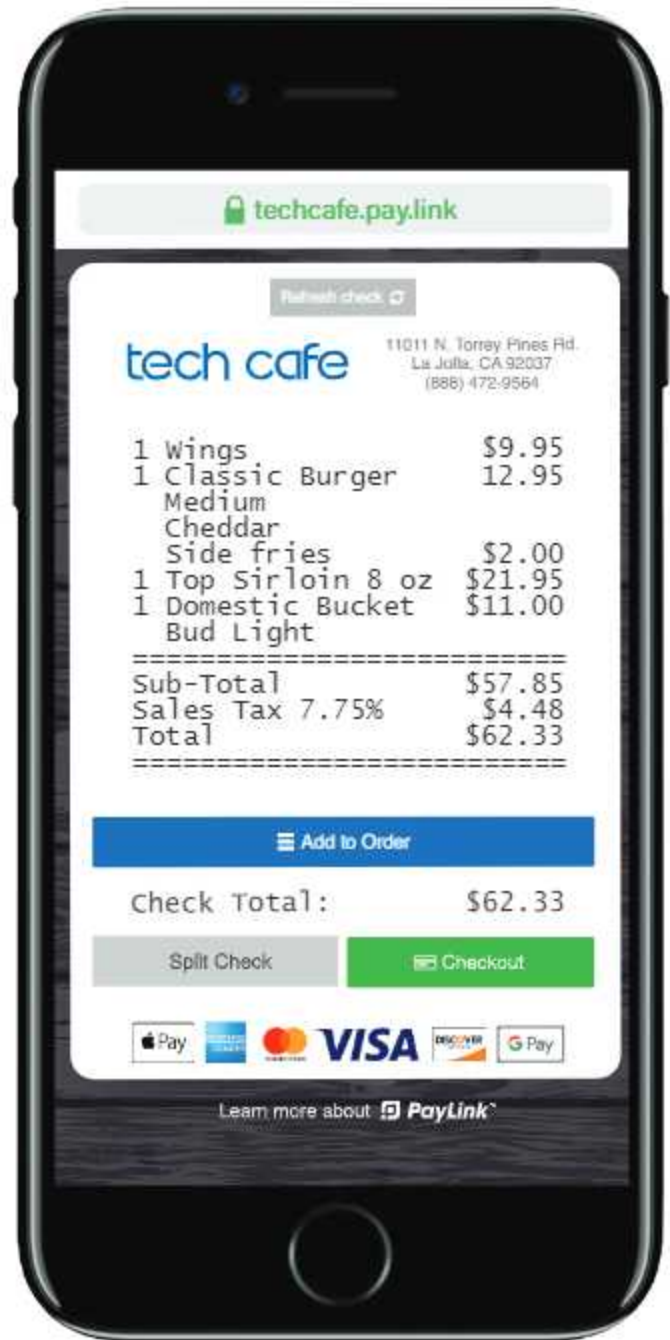 techcafe.pay.link
Refresh check
tech cafe
11011 N. Torrey Pines Rd.
La Jolla, CA 92037
(888) 472-9564
1 Wings $9.95
1 Classic Burger 12.95
Medium
Cheddar
Side fries $2.00
1 Top Sirloin 8 oz $21.95
1 Domestic Bucket $11.00
Bud Light
==========================
Sub-Total $57.85
Sales Tax 7.75% $4.48
Total $62.33
==========================
Add to Order
Check Total: $62.33
Split Check Checkout
Pay VISA DISCOVER G Pay
Learn more about PayLink